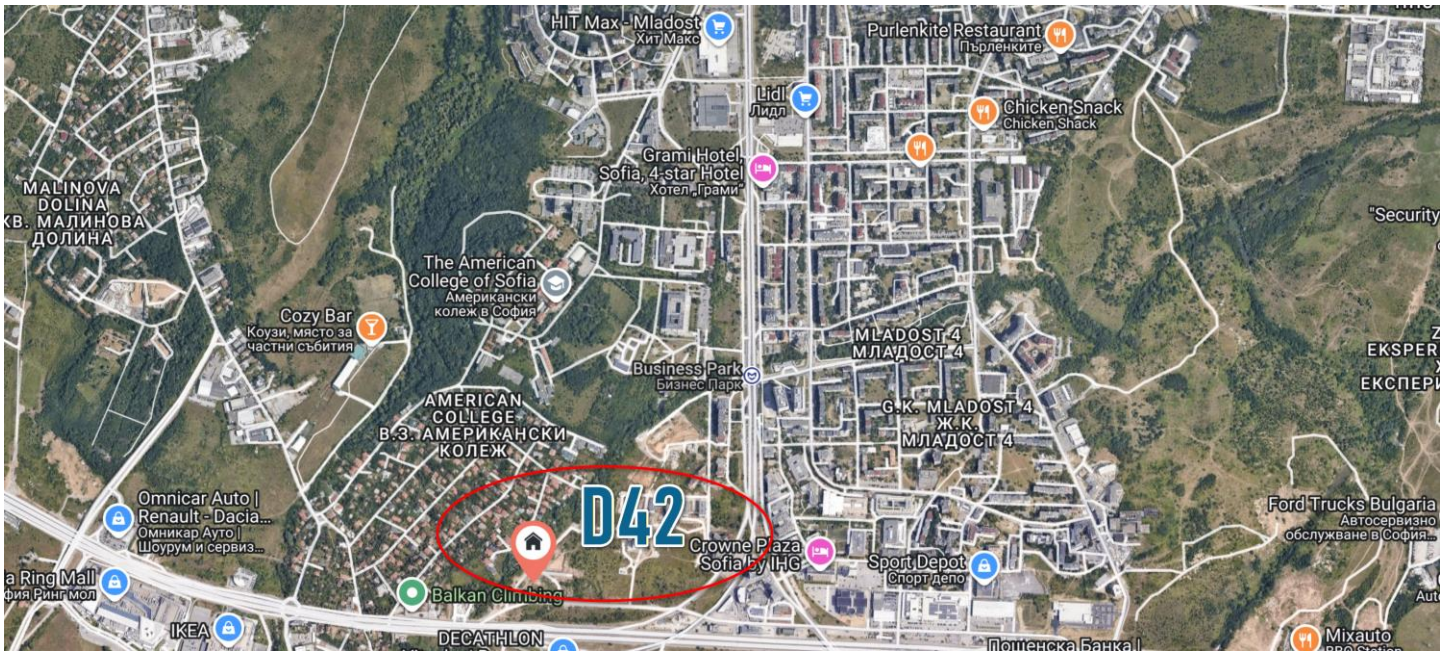 HIT Max - Mladost
Хит Макс
Purlenkite Restaurant
Пърленките
Lidl
Лидл
Chicken Snack
Chicken Shack
Grami Hotel,
Sofia, 4-star Hotel
Хотел „Грами"
MALINOVA
DOLINA
КВ. МАЛИНОВА
ДОЛИНА
"Security
The American
College of Sofia
Американски
колеж в София
Cozy Bar
Коузи, място за
частни събития
MLADOST 4
МЛАДОСТ 4
EKSPER
ЕКСПЕРИ
Business Park
Бизнес Парк
AMERICAN
COLLEGE
В.З. АМЕРИКАНСКИ
КОЛЕЖ
G.K. MLADOST 4
Ж.К.
МЛАДОСТ 4
D42
Omnicar Auto |
Renault - Dacia...
Омникар Ауто |
Шоурум и сервиз...
Ford Trucks Bulgaria
Автосервизно
обслужване в София...
Crowne Plaza
Sofia by IHG
Sport Depot
Спорт депо
a Ring Mall
фия Ринг мол
Balkan Climbing
IKEA
DECATHLON
Пощенска Банка |
Mixauto